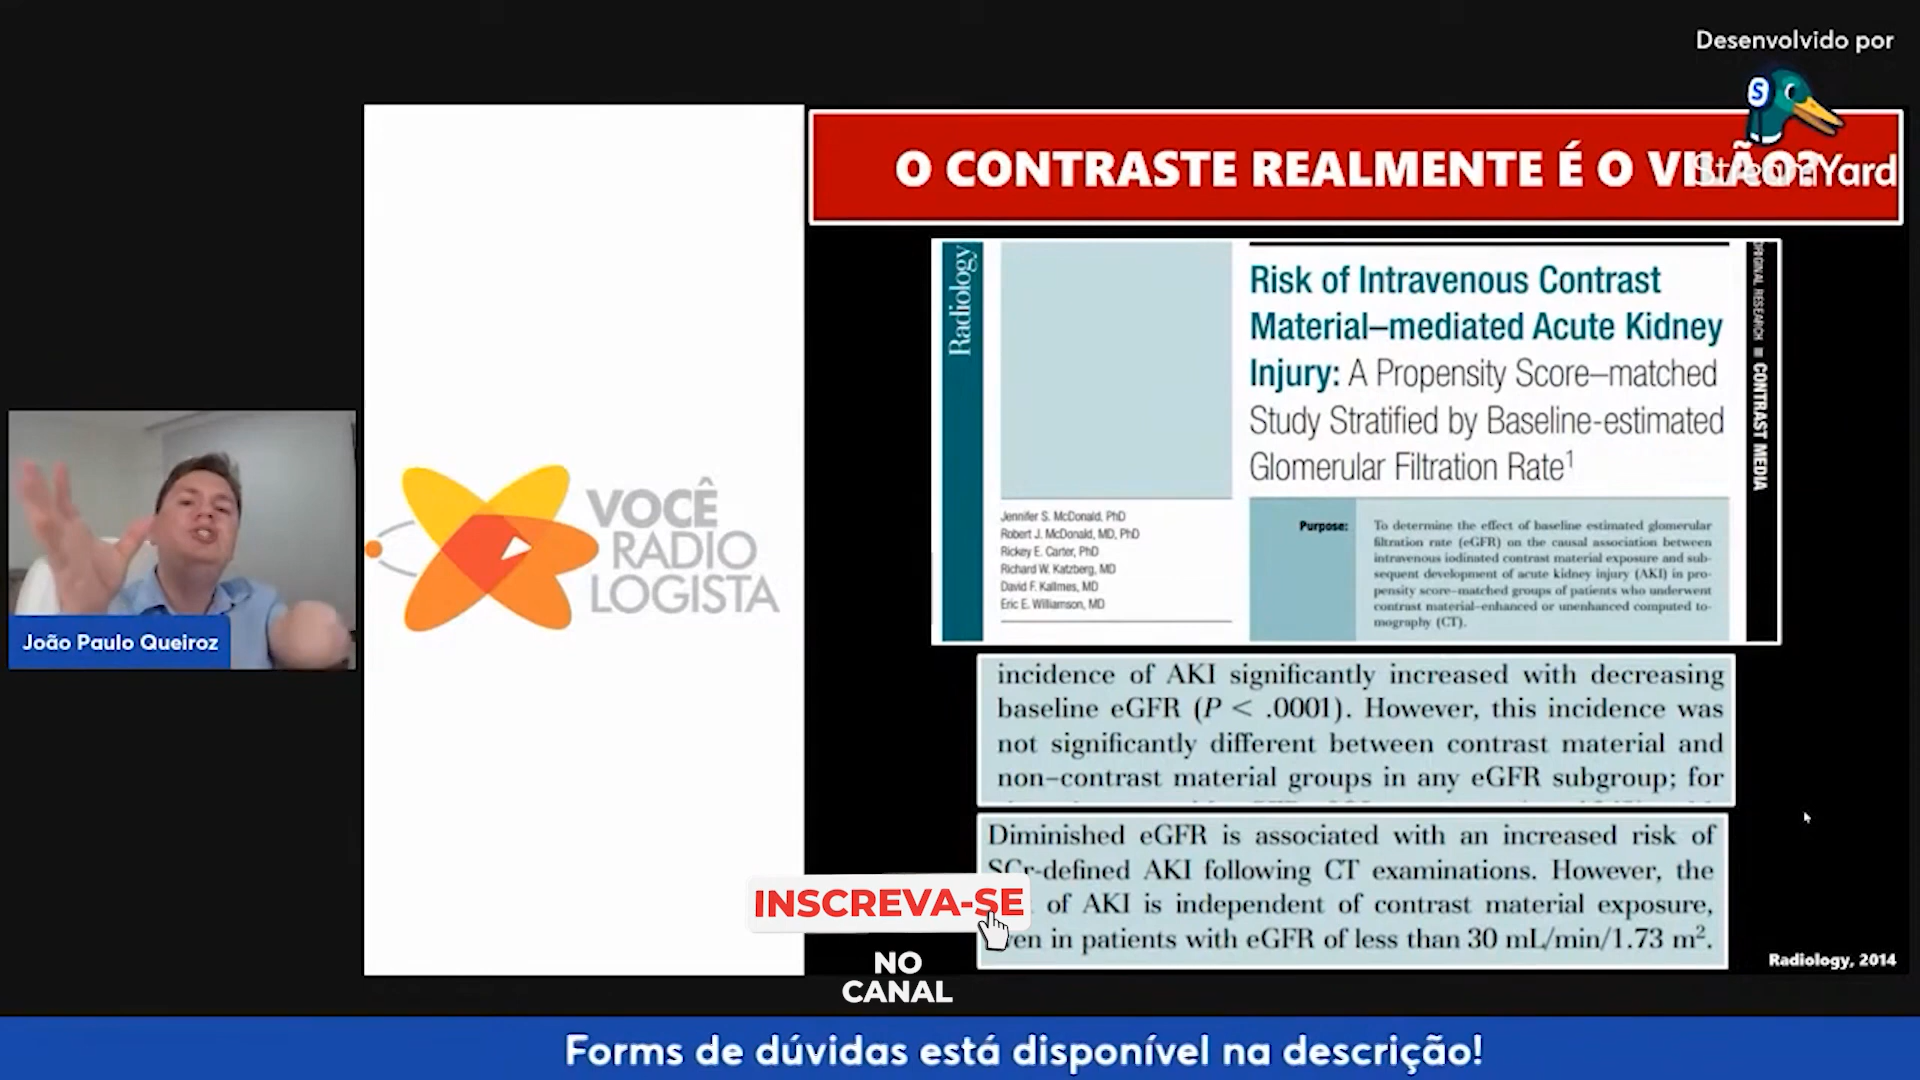 Desenvolvido por
S
StreamYard
O CONTRASTE REALMENTE É O VILÃO?
Radiology
Risk of Intravenous Contrast
Material–mediated Acute Kidney
Injury: A Propensity Score–matched
Study Stratified by Baseline-estimated
Glomerular Filtration Rate¹
ORIGINAL RESEARCH ■ CONTRAST MEDIA
Jennifer S. McDonald, PhD
Robert J. McDonald, MD, PhD
Rickey E. Carter, PhD
Richard W. Katzberg, MD
David F. Kallmes, MD
Eric E. Williamson, MD
Purpose:
To determine the effect of baseline estimated glomerular
filtration rate (eGFR) on the causal association between
intravenous iodinated contrast material exposure and sub-
sequent development of acute kidney injury (AKI) in pro-
pensity score–matched groups of patients who underwent
contrast material–enhanced or unenhanced computed to-
mography (CT).
VOCÊ
RADIO
LOGISTA
João Paulo Queiroz
incidence of AKI significantly increased with decreasing
baseline eGFR (P < .0001). However, this incidence was
not significantly different between contrast material and
non–contrast material groups in any eGFR subgroup; for
Diminished eGFR is associated with an increased risk of
SCr-defined AKI following CT examinations. However, the
of AKI is independent of contrast material exposure,
even in patients with eGFR of less than 30 mL/min/1.73 m².
Radiology, 2014
INSCREVA-SE
NO
CANAL
Forms de dúvidas está disponível na descrição!